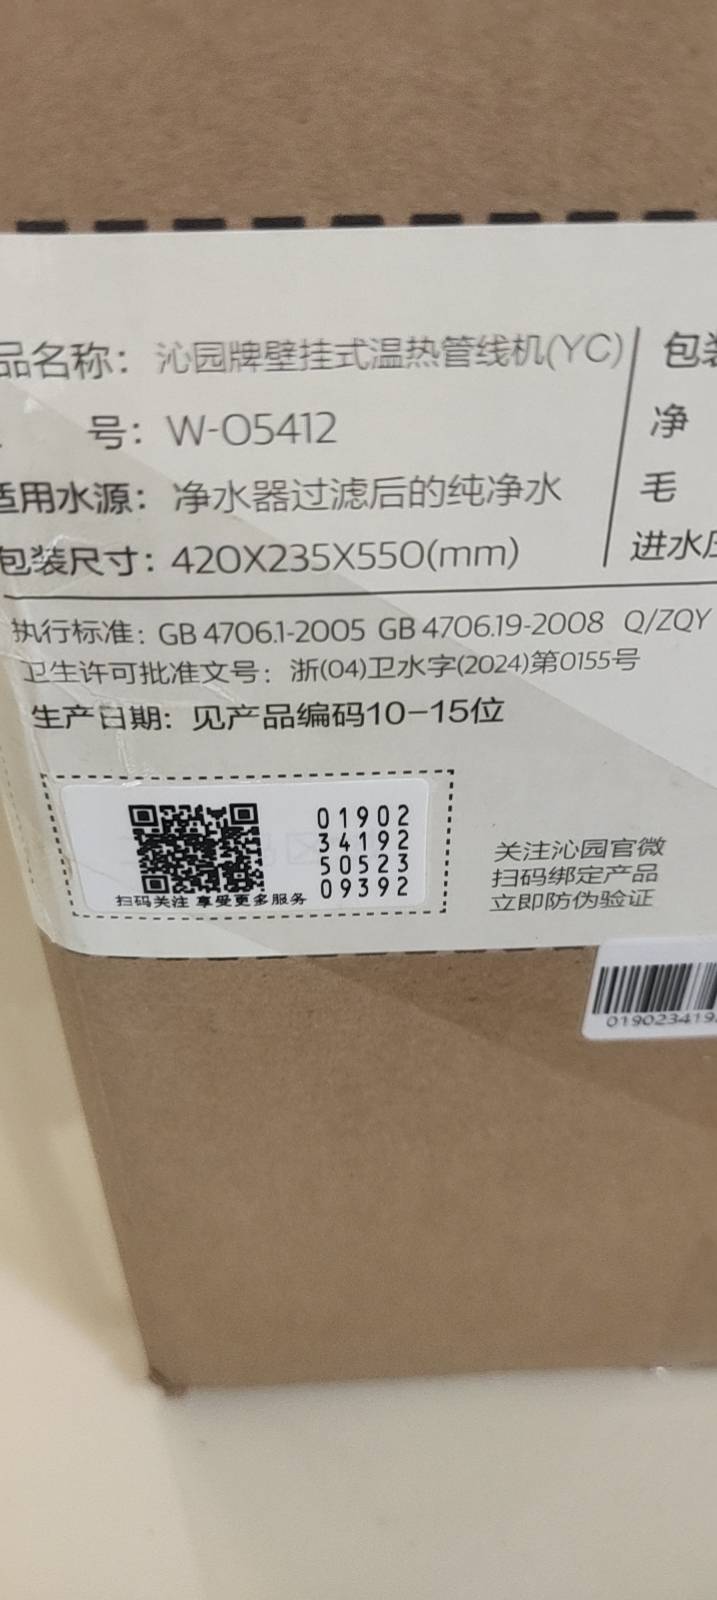 品名称：沁园牌壁挂式温热管线机(YC)
包装
号：W-05412
净
适用水源：净水器过滤后的纯净水
毛
包装尺寸：420X235X550(mm)
进水压
执行标准：GB 4706.1-2005 GB 4706.19-2008 Q/ZQY
卫生许可批准文号：浙(04)卫水字(2024)第0155号
生产日期：见产品编码10-15位
01902
34192
50523
09392
扫码关注 享受更多服务
关注沁园官微
扫码绑定产品
立即防伪验证
019023419